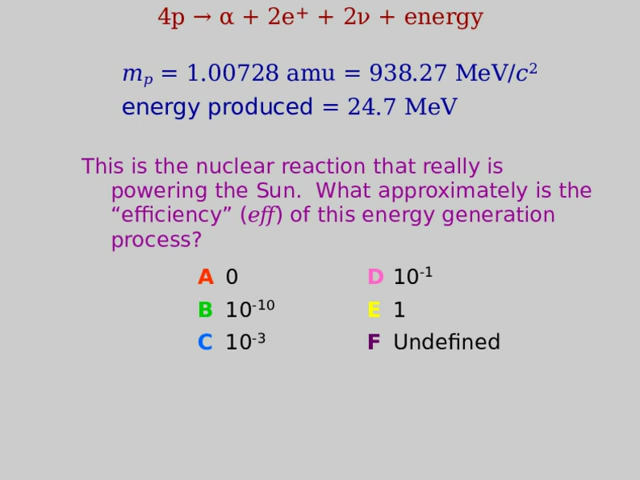 4p → α + 2e⁺ + 2ν + energy
mₚ = 1.00728 amu = 938.27 MeV/c²
energy produced = 24.7 MeV
This is the nuclear reaction that really is
powering the Sun. What approximately is the
“efficiency” (eff) of this energy generation
process?
A 0 D 10⁻¹
B 10⁻¹⁰ E 1
C 10⁻³ F Undefined